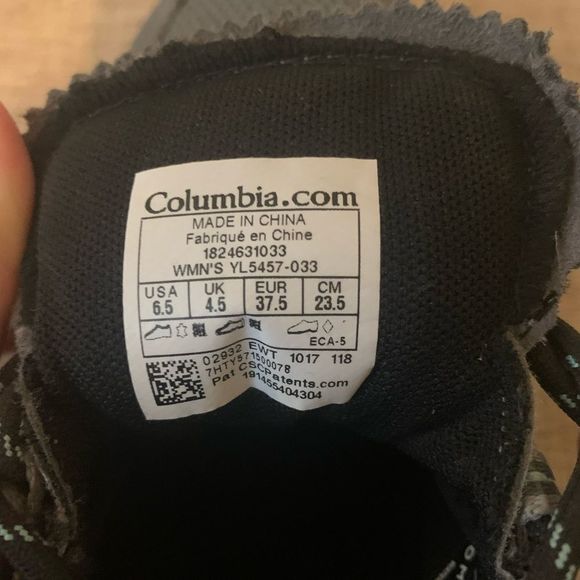 Columbia.com
MADE IN CHINA
Fabriqué en Chine
1824631033
WMN'S YL5457-033
USA UK EUR CM
6.5 4.5 37.5 23.5
ECA-5
02932 EWT 1017 118
7HTY571500078
Pat CSCPatents.com
191455404304